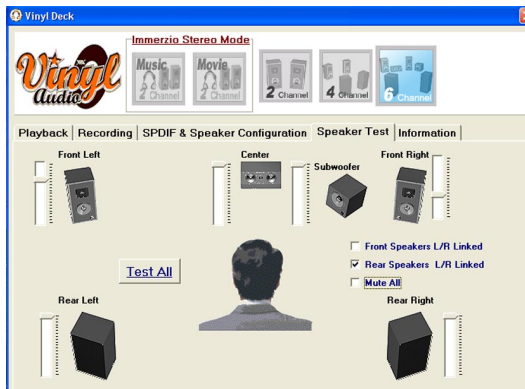 Vinyl Deck
Vinyl
Audio
Immerzio Stereo Mode
Music
2 Channel
Movie
2 Channel
2 Channel
4 Channel
6 Channel
Playback
Recording
SPDIF & Speaker Configuration
Speaker Test
Information
Front Left
Center
Subwoofer
Front Right
Front Speakers L/R Linked
Rear Speakers L/R Linked
Mute All
Test All
Rear Left
Rear Right